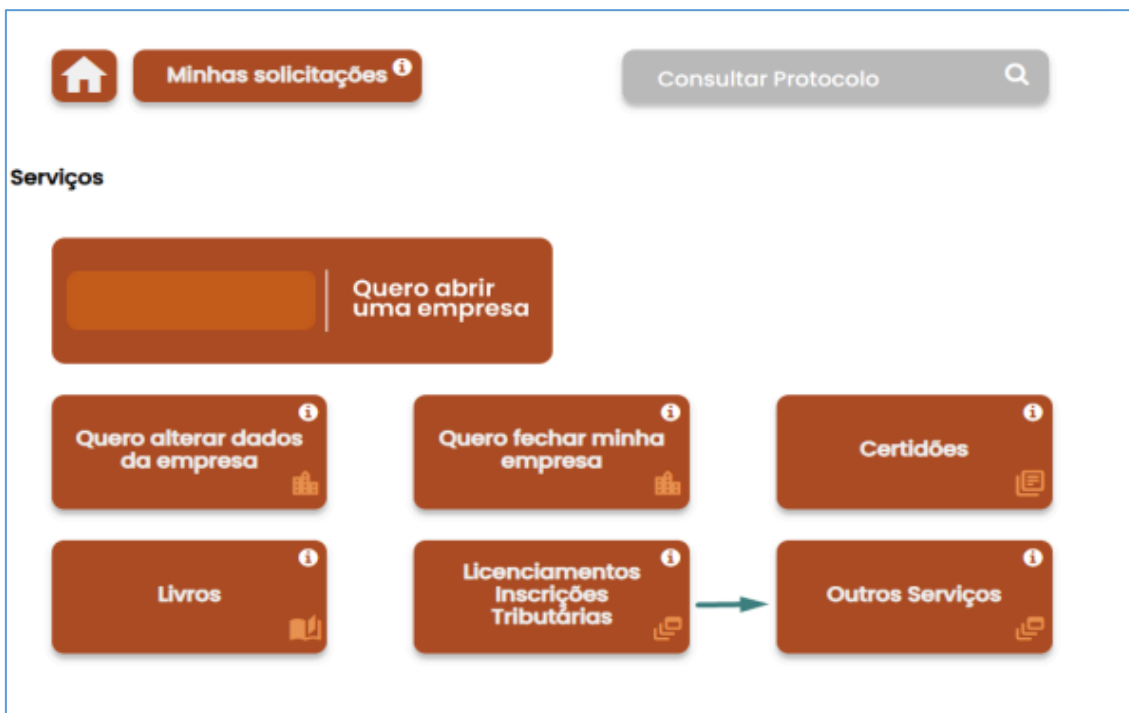 Minhas solicitações
Consultar Protocolo
Serviços
Quero abrir
uma empresa
Quero alterar dados
da empresa
Quero fechar minha
empresa
Certidões
Livros
Licenciamentos
Inscrições
Tributárias
Outros Serviços